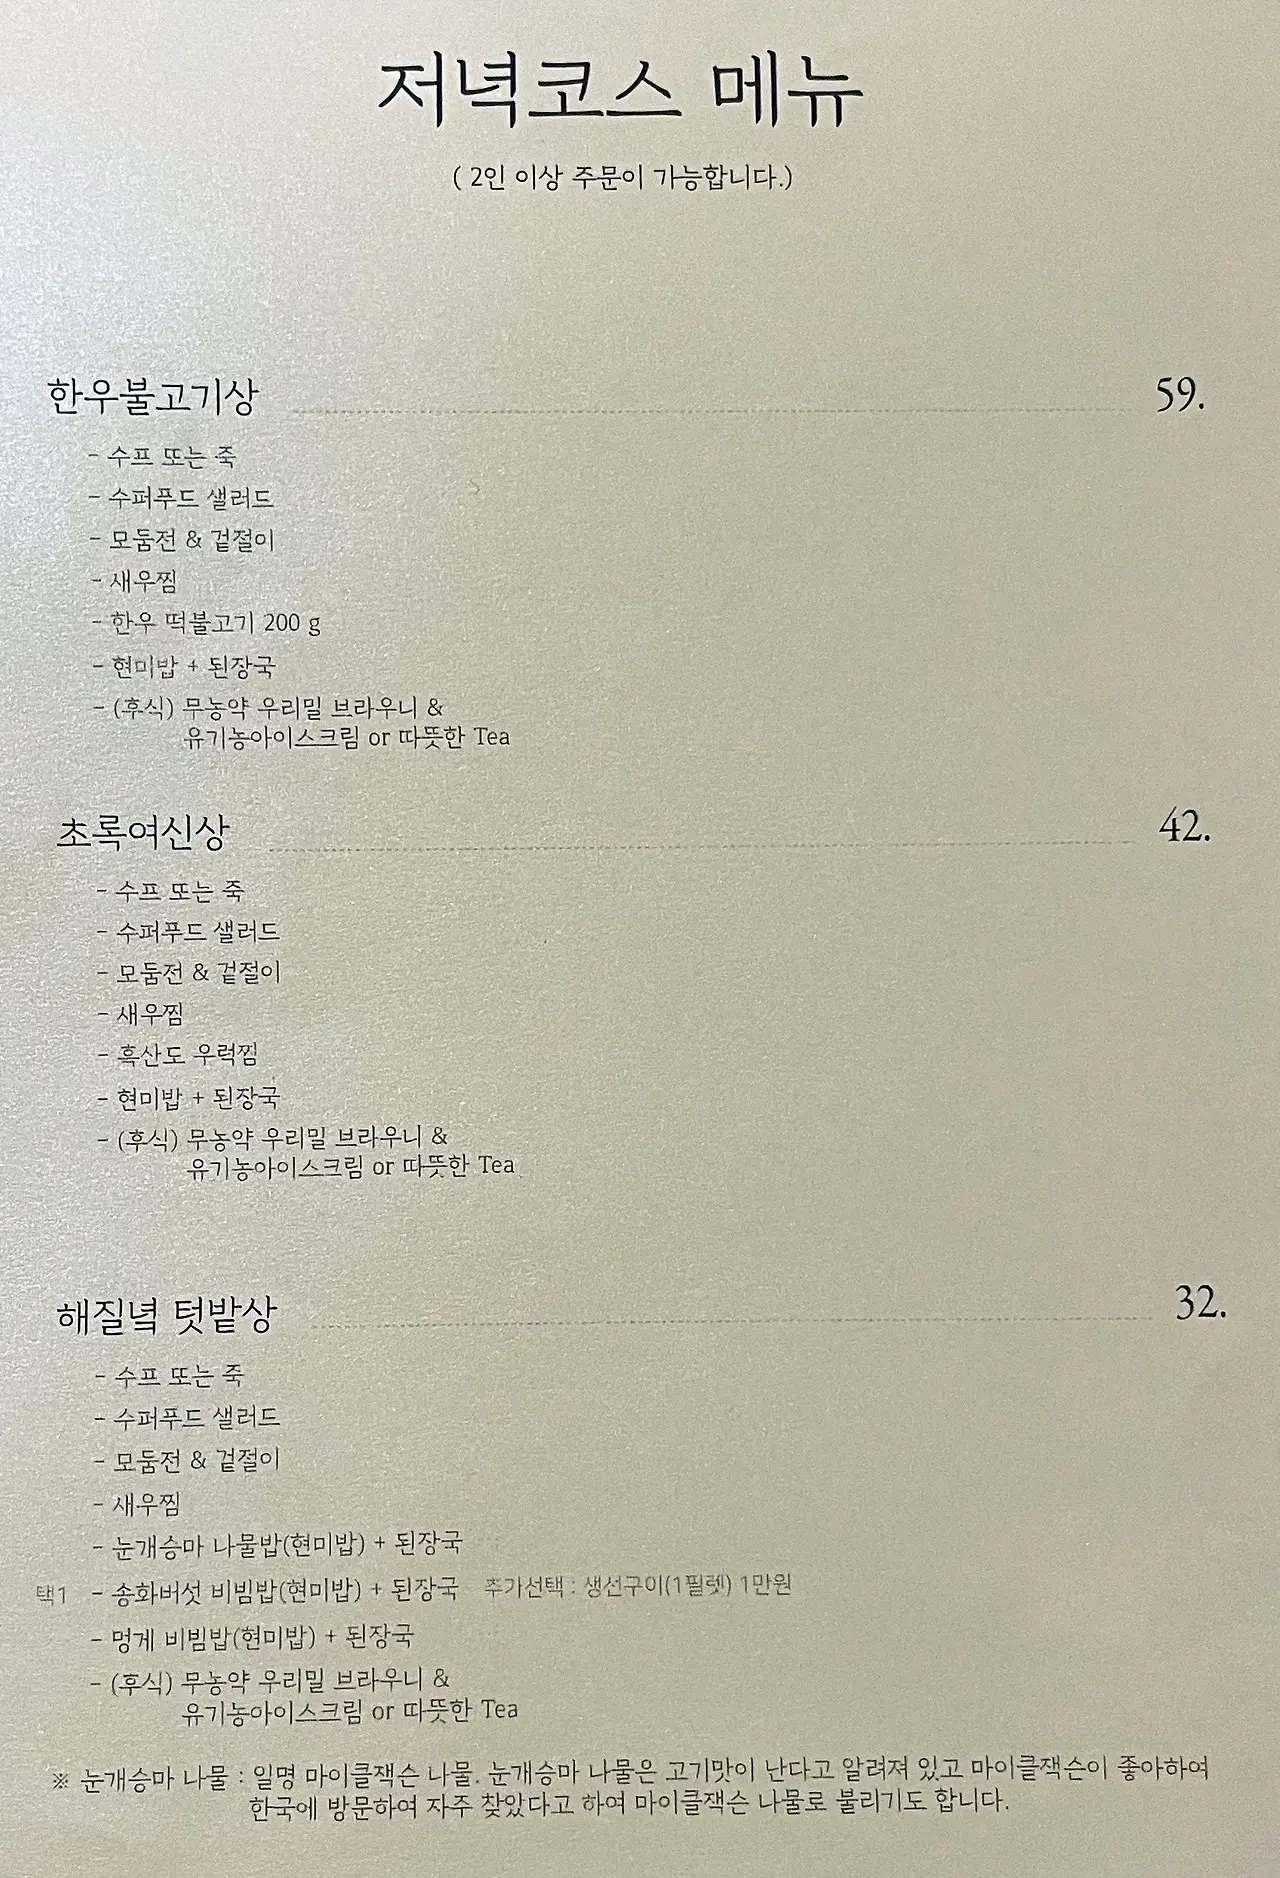 저녁코스 메뉴
( 2인 이상 주문이 가능합니다.)
한우불고기상 59.
- 수프 또는 죽
- 수퍼푸드 샐러드
- 모둠전 & 겉절이
- 새우찜
- 한우 떡불고기 200 g
- 현미밥 + 된장국
- (후식) 무농약 우리밀 브라우니 &
유기농아이스크림 or 따뜻한 Tea
초록여신상 42.
- 수프 또는 죽
- 수퍼푸드 샐러드
- 모둠전 & 겉절이
- 새우찜
- 흑산도 우럭찜
- 현미밥 + 된장국
- (후식) 무농약 우리밀 브라우니 &
유기농아이스크림 or 따뜻한 Tea
해질녘 텃밭상 32.
- 수프 또는 죽
- 수퍼푸드 샐러드
- 모둠전 & 겉절이
- 새우찜
- 눈개승마 나물밥(현미밥) + 된장국
택1 - 송화버섯 비빔밥(현미밥) + 된장국 추가선택 : 생선구이(1필렛) 1만원
- 멍게 비빔밥(현미밥) + 된장국
- (후식) 무농약 우리밀 브라우니 &
유기농아이스크림 or 따뜻한 Tea
※ 눈개승마 나물 : 일명 마이클잭슨 나물. 눈개승마 나물은 고기맛이 난다고 알려져 있고 마이클잭슨이 좋아하여
한국에 방문하여 자주 찾았다고 하여 마이클잭슨 나물로 불리기도 합니다.